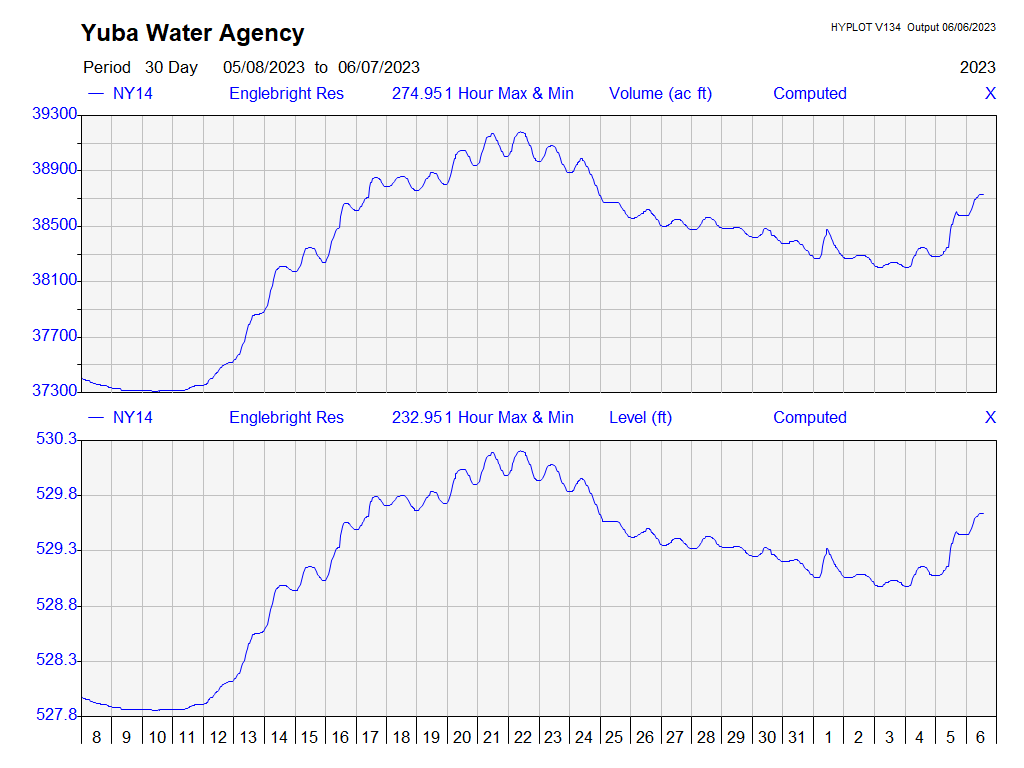 Yuba Water Agency
HYPLOT V134 Output 06/06/2023
Period 30 Day 05/08/2023 to 06/07/2023
2023
NY14 Englebright Res 274.951 Hour Max & Min Volume (ac ft) Computed X
39300
38900
38500
38100
37700
37300
NY14 Englebright Res 232.951 Hour Max & Min Level (ft) Computed X
530.3
529.8
529.3
528.8
528.3
527.8
8 9 10 11 12 13 14 15 16 17 18 19 20 21 22 23 24 25 26 27 28 29 30 31 1 2 3 4 5 6